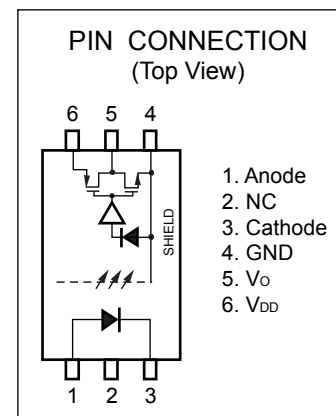 PIN CONNECTION
(Top View)
6 5 4
SHIELD
1. Anode
2. NC
3. Cathode
4. GND
5. VO
6. VDD
1 2 3